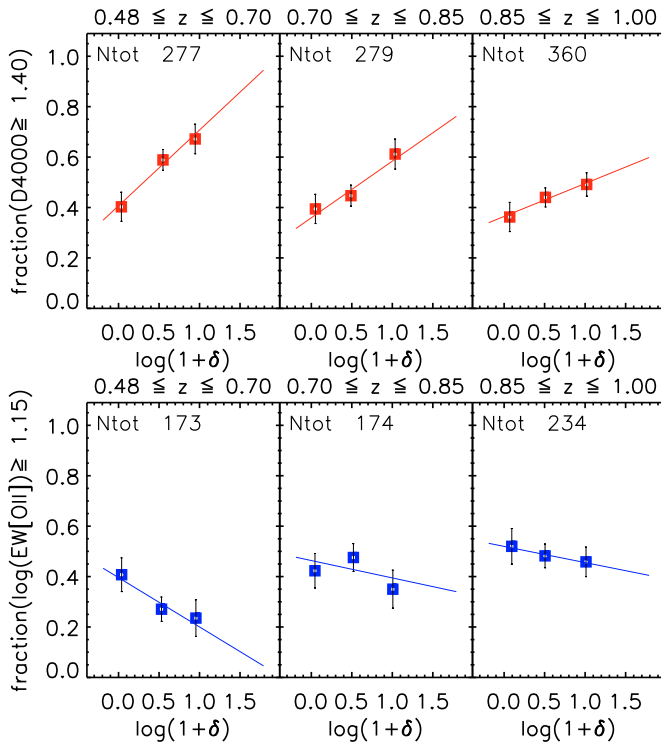 0.48 ≦ z ≦ 0.70 0.70 ≦ z ≦ 0.85 0.85 ≦ z ≦ 1.00
Ntot 277 Ntot 279 Ntot 360
fraction(D4000≧ 1.40)
1.0
0.8
0.6
0.4
0.2
0.0
0.0 0.5 1.0 1.5 0.0 0.5 1.0 1.5 0.0 0.5 1.0 1.5
log(1+δ) log(1+δ) log(1+δ)
0.48 ≦ z ≦ 0.70 0.70 ≦ z ≦ 0.85 0.85 ≦ z ≦ 1.00
Ntot 173 Ntot 174 Ntot 234
fraction(log(EW[OII])≧ 1.15)
1.0
0.8
0.6
0.4
0.2
0.0
0.0 0.5 1.0 1.5 0.0 0.5 1.0 1.5 0.0 0.5 1.0 1.5
log(1+δ) log(1+δ) log(1+δ)